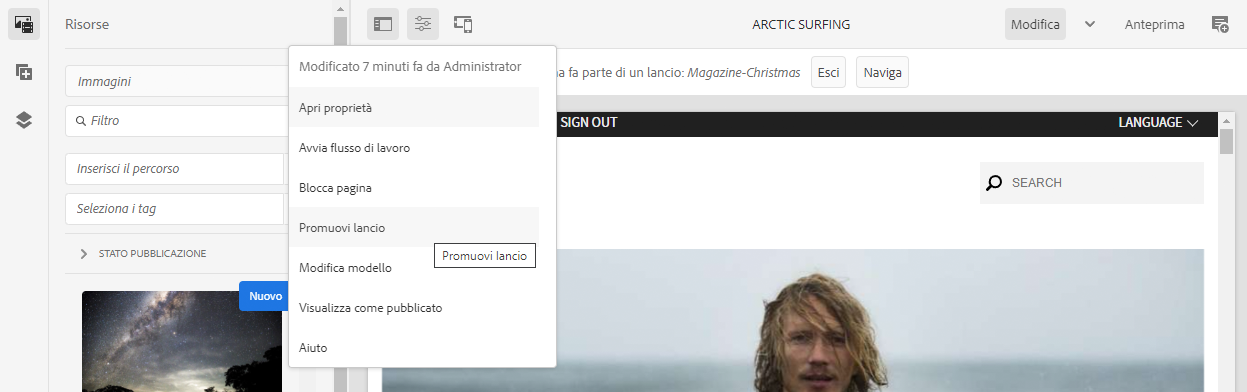 Risorse
ARCTIC SURFING
Modifica
Anteprima
Modificato 7 minuti fa da Administrator
na fa parte di un lancio: Magazine-Christmas
Esci
Naviga
Immagini
Filtro
Inserisci il percorso
Seleziona i tag
STATO PUBBLICAZIONE
Nuovo
Apri proprietà
Avvia flusso di lavoro
Blocca pagina
Promuovi lancio
Promuovi lancio
Modifica modello
Visualizza come pubblicato
Aiuto
SIGN OUT
LANGUAGE
SEARCH